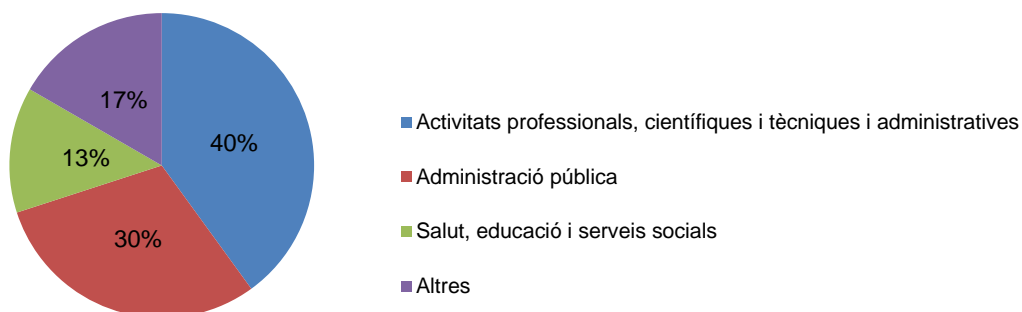 17%
40%
13%
30%
Activitats professionals, científiques i tècniques i administratives
Administració pública
Salut, educació i serveis socials
Altres